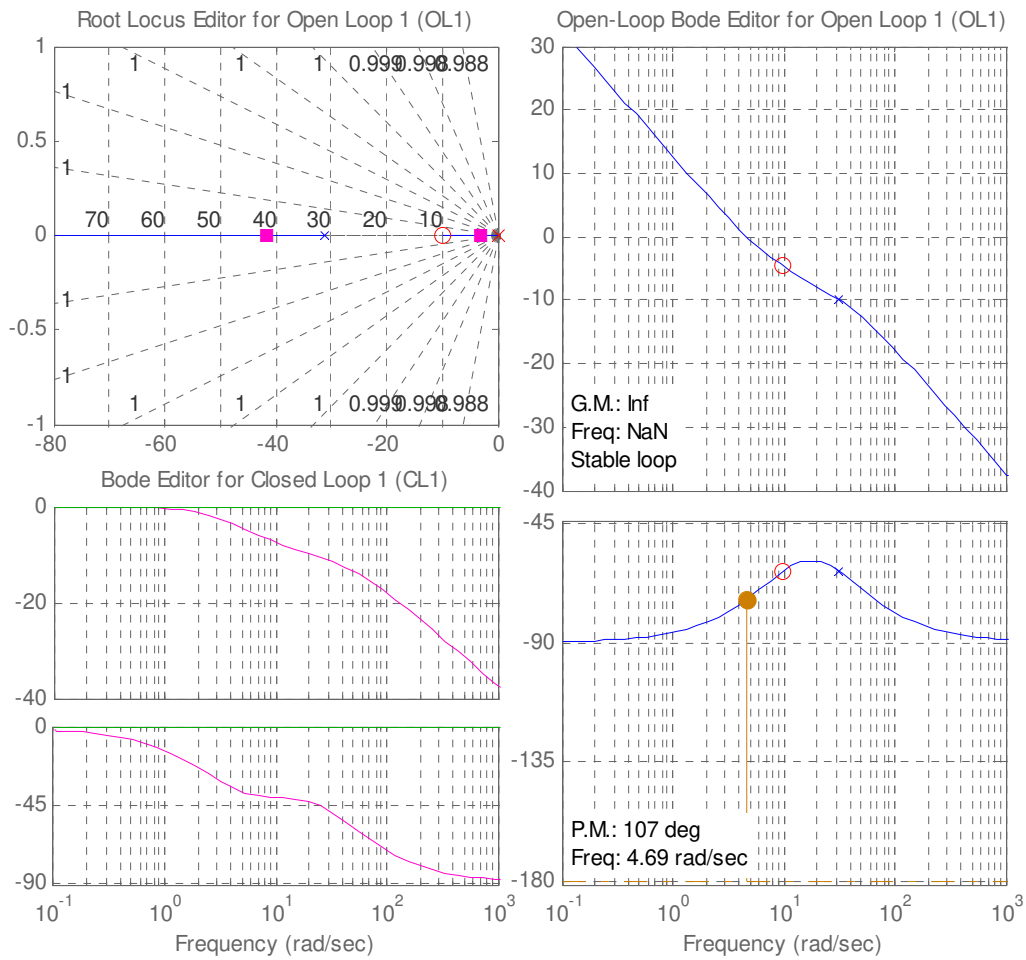 Root Locus Editor for Open Loop 1 (OL1)
1
1 1 1 0.999 0.998 0.988
1
0.5
1
70 60 50 40 30 20 10
0
1
-0.5
1
1 1 1 0.999 0.998 0.988
-1
-80 -60 -40 -20 0
Bode Editor for Closed Loop 1 (CL1)
0
-20
-40
0
-45
-90
10^-1 10^0 10^1 10^2 10^3
Frequency (rad/sec)
Open-Loop Bode Editor for Open Loop 1 (OL1)
30
20
10
0
-10
-20
-30
-40
G.M.: Inf
Freq: NaN
Stable loop
-45
-90
-135
-180
P.M.: 107 deg
Freq: 4.69 rad/sec
10^-1 10^0 10^1 10^2 10^3
Frequency (rad/sec)